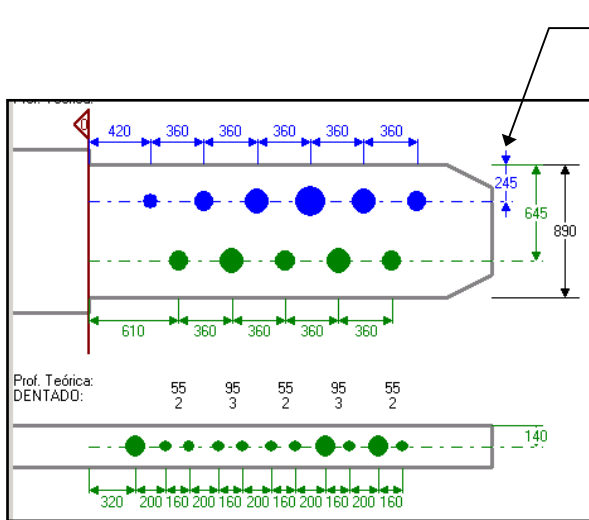 Prof. Teórica:
0
420 360 360 360 360 360
245
645
890
610 360 360 360 360
Prof. Teórica: 55 95 55 95 55
DENTADO: 2 3 2 3 2
140
320 200 160 200 160 200 160 200 160 200 160